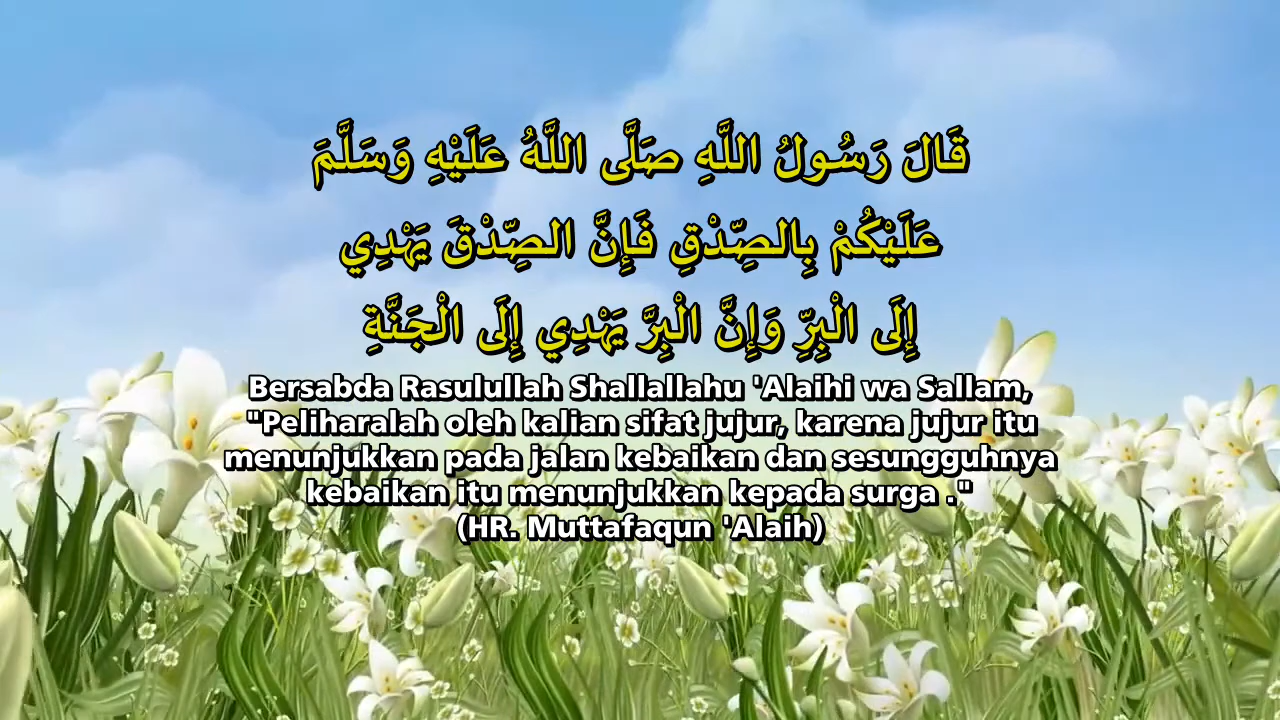 قَالَ رَسُولُ اللَّهِ صَلَّى اللَّهُ عَلَيْهِ وَسَلَّمَ
عَلَيْكُمْ بِالصِّدْقِ فَإِنَّ الصِّدْقَ يَهْدِي
إِلَى الْبِرِّ وَإِنَّ الْبِرَّ يَهْدِي إِلَى الْجَنَّةِ
Bersabda Rasulullah Shallallahu 'Alaihi wa Sallam,
"Peliharalah oleh kalian sifat jujur, karena jujur itu
menunjukkan pada jalan kebaikan dan sesungguhnya
kebaikan itu menunjukkan kepada surga ."
(HR. Muttafaqun 'Alaih)